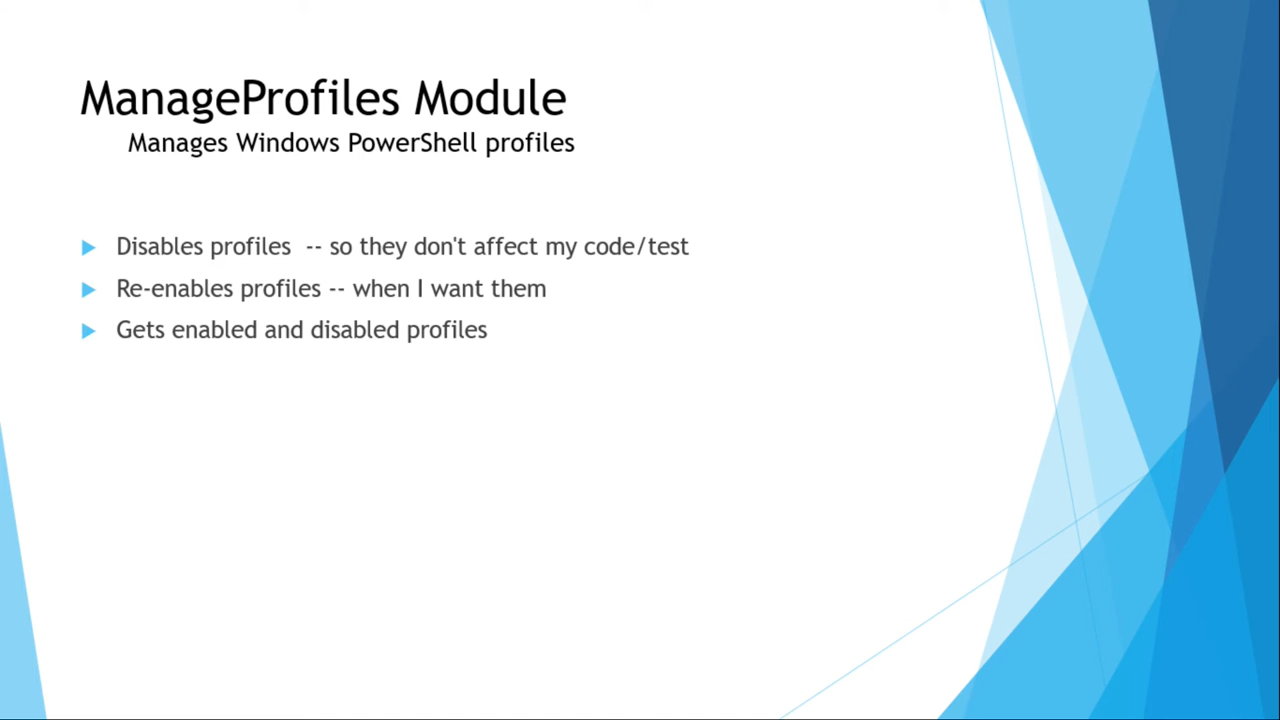 ManageProfiles Module
Manages Windows PowerShell profiles
Disables profiles  -- so they don't affect my code/test
Re-enables profiles -- when I want them
Gets enabled and disabled profiles